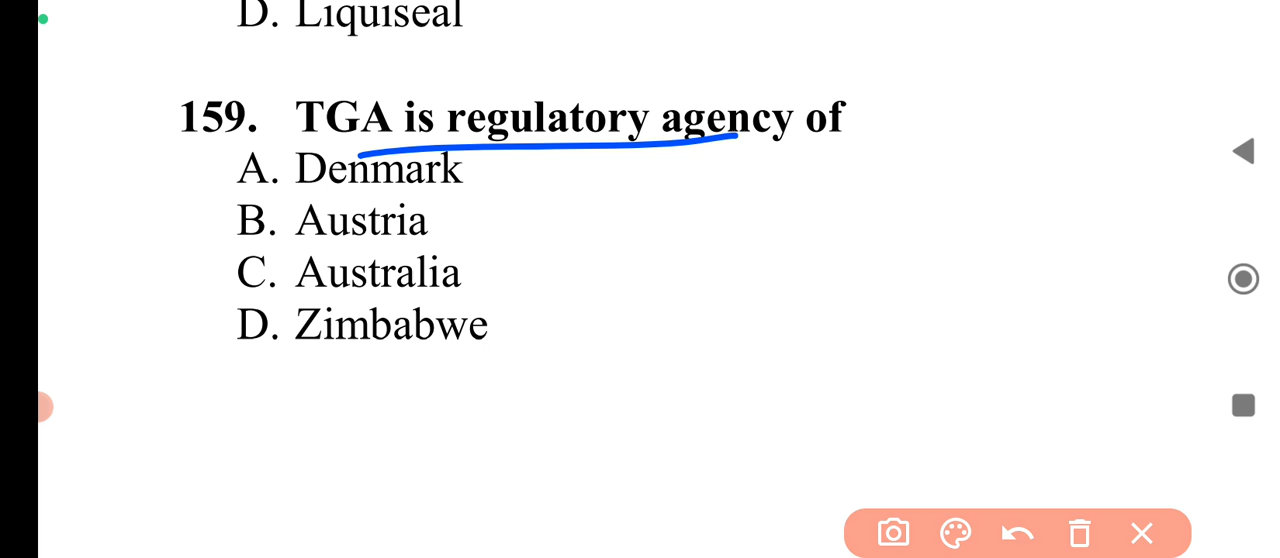 D. Liquiseal
159. TGA is regulatory agency of
A. Denmark
B. Austria
C. Australia
D. Zimbabwe